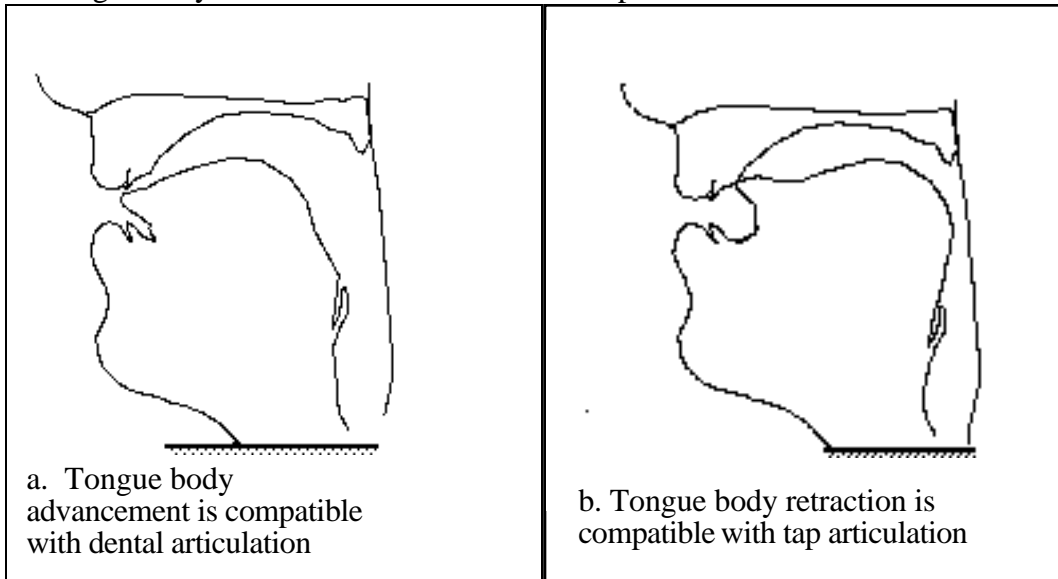 a. Tongue body
advancement is compatible
with dental articulation
b. Tongue body retraction is
compatible with tap articulation